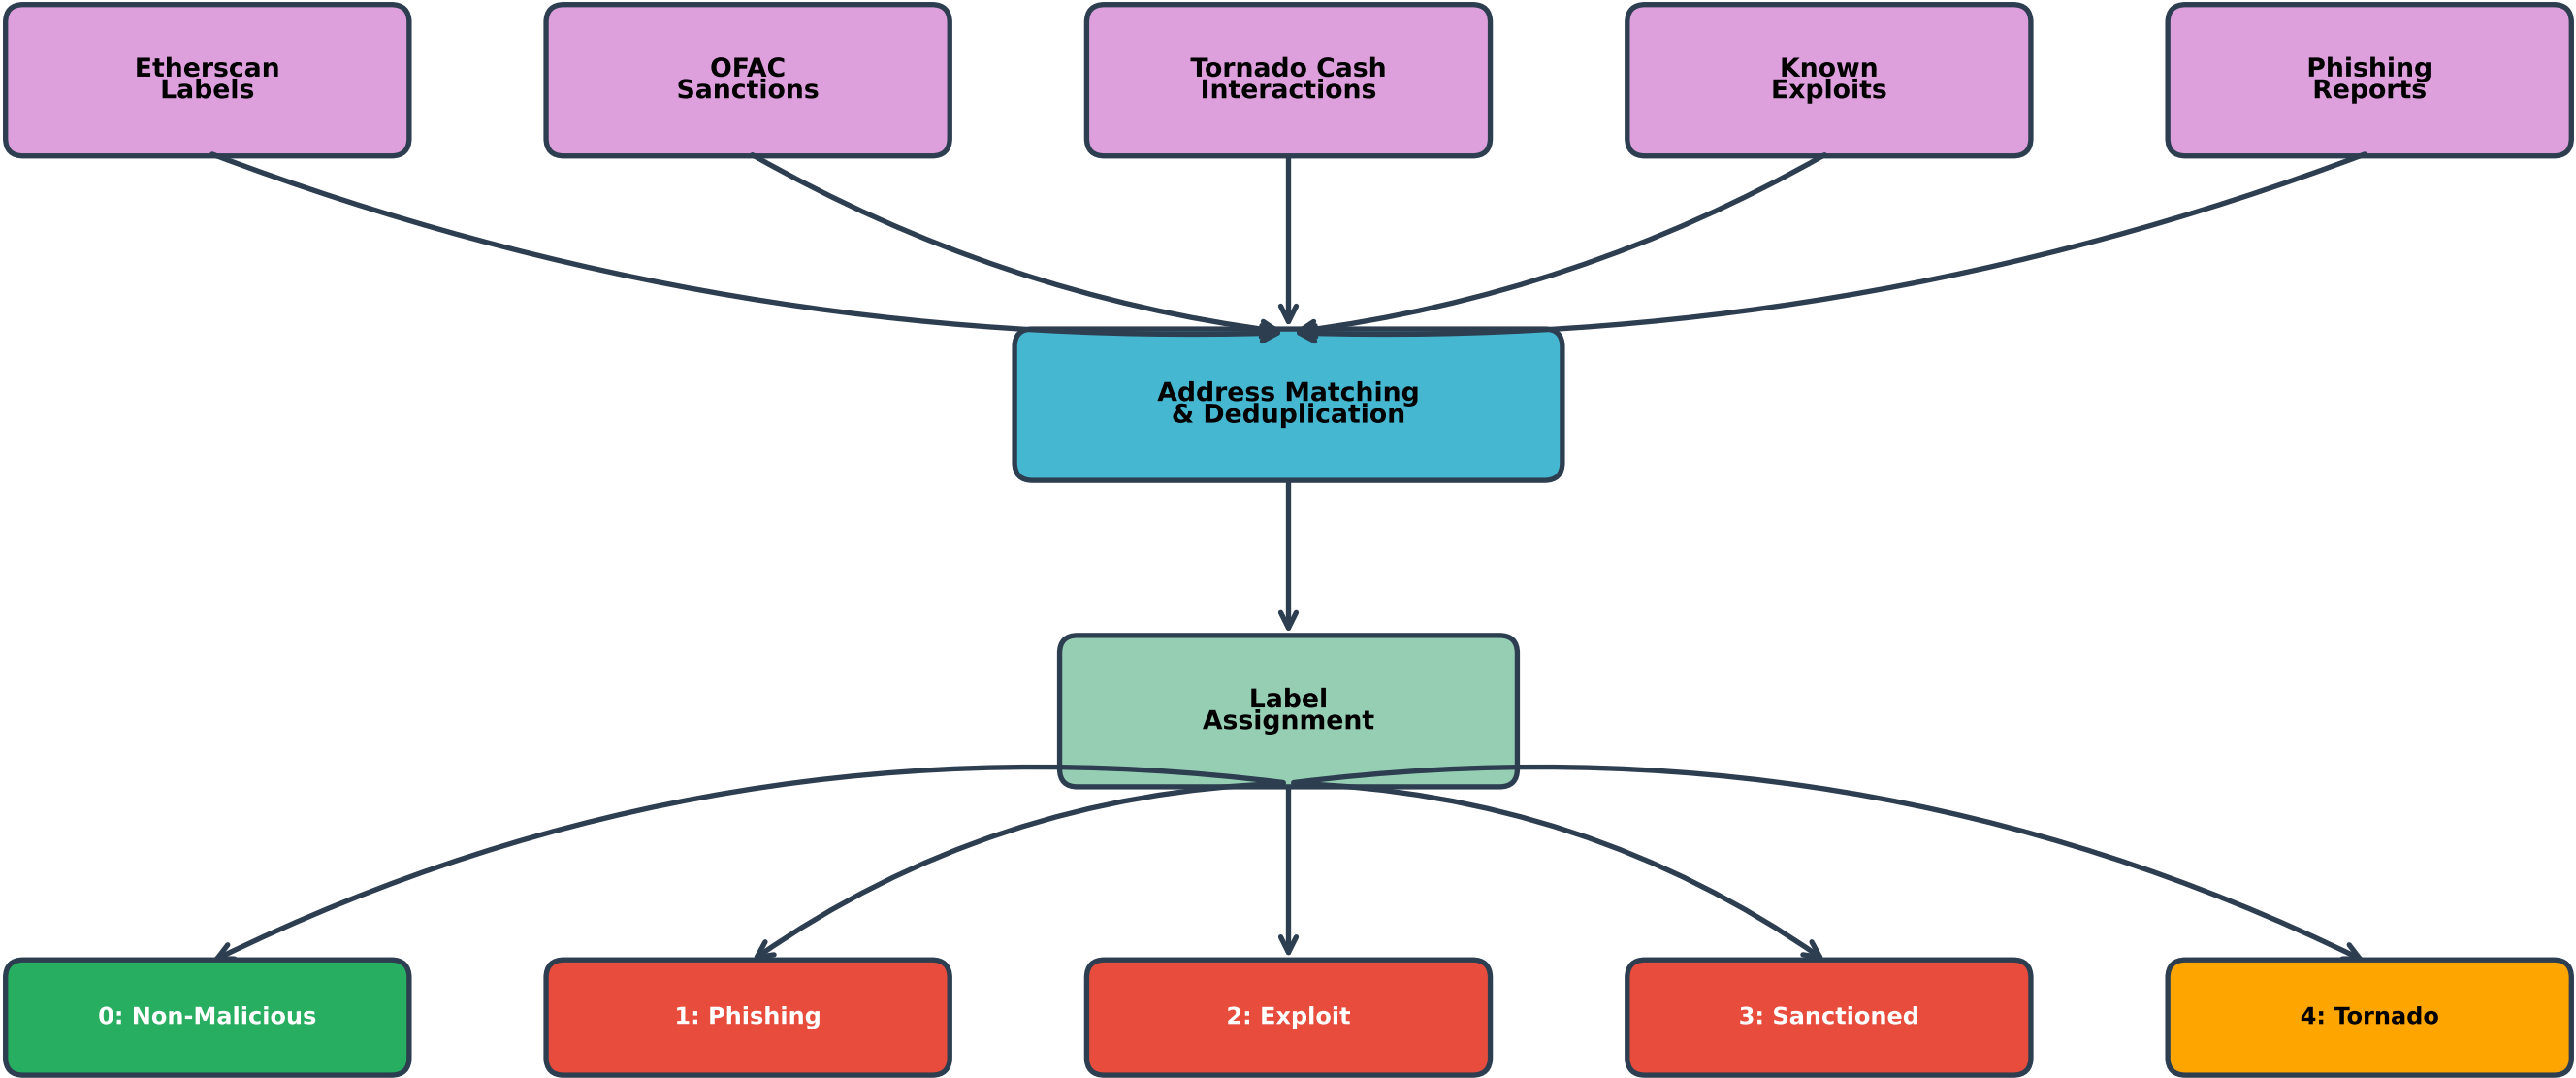 Etherscan
Labels
OFAC
Sanctions
Tornado Cash
Interactions
Known
Exploits
Phishing
Reports
Address Matching
& Deduplication
Label
Assignment
0: Non-Malicious
1: Phishing
2: Exploit
3: Sanctioned
4: Tornado